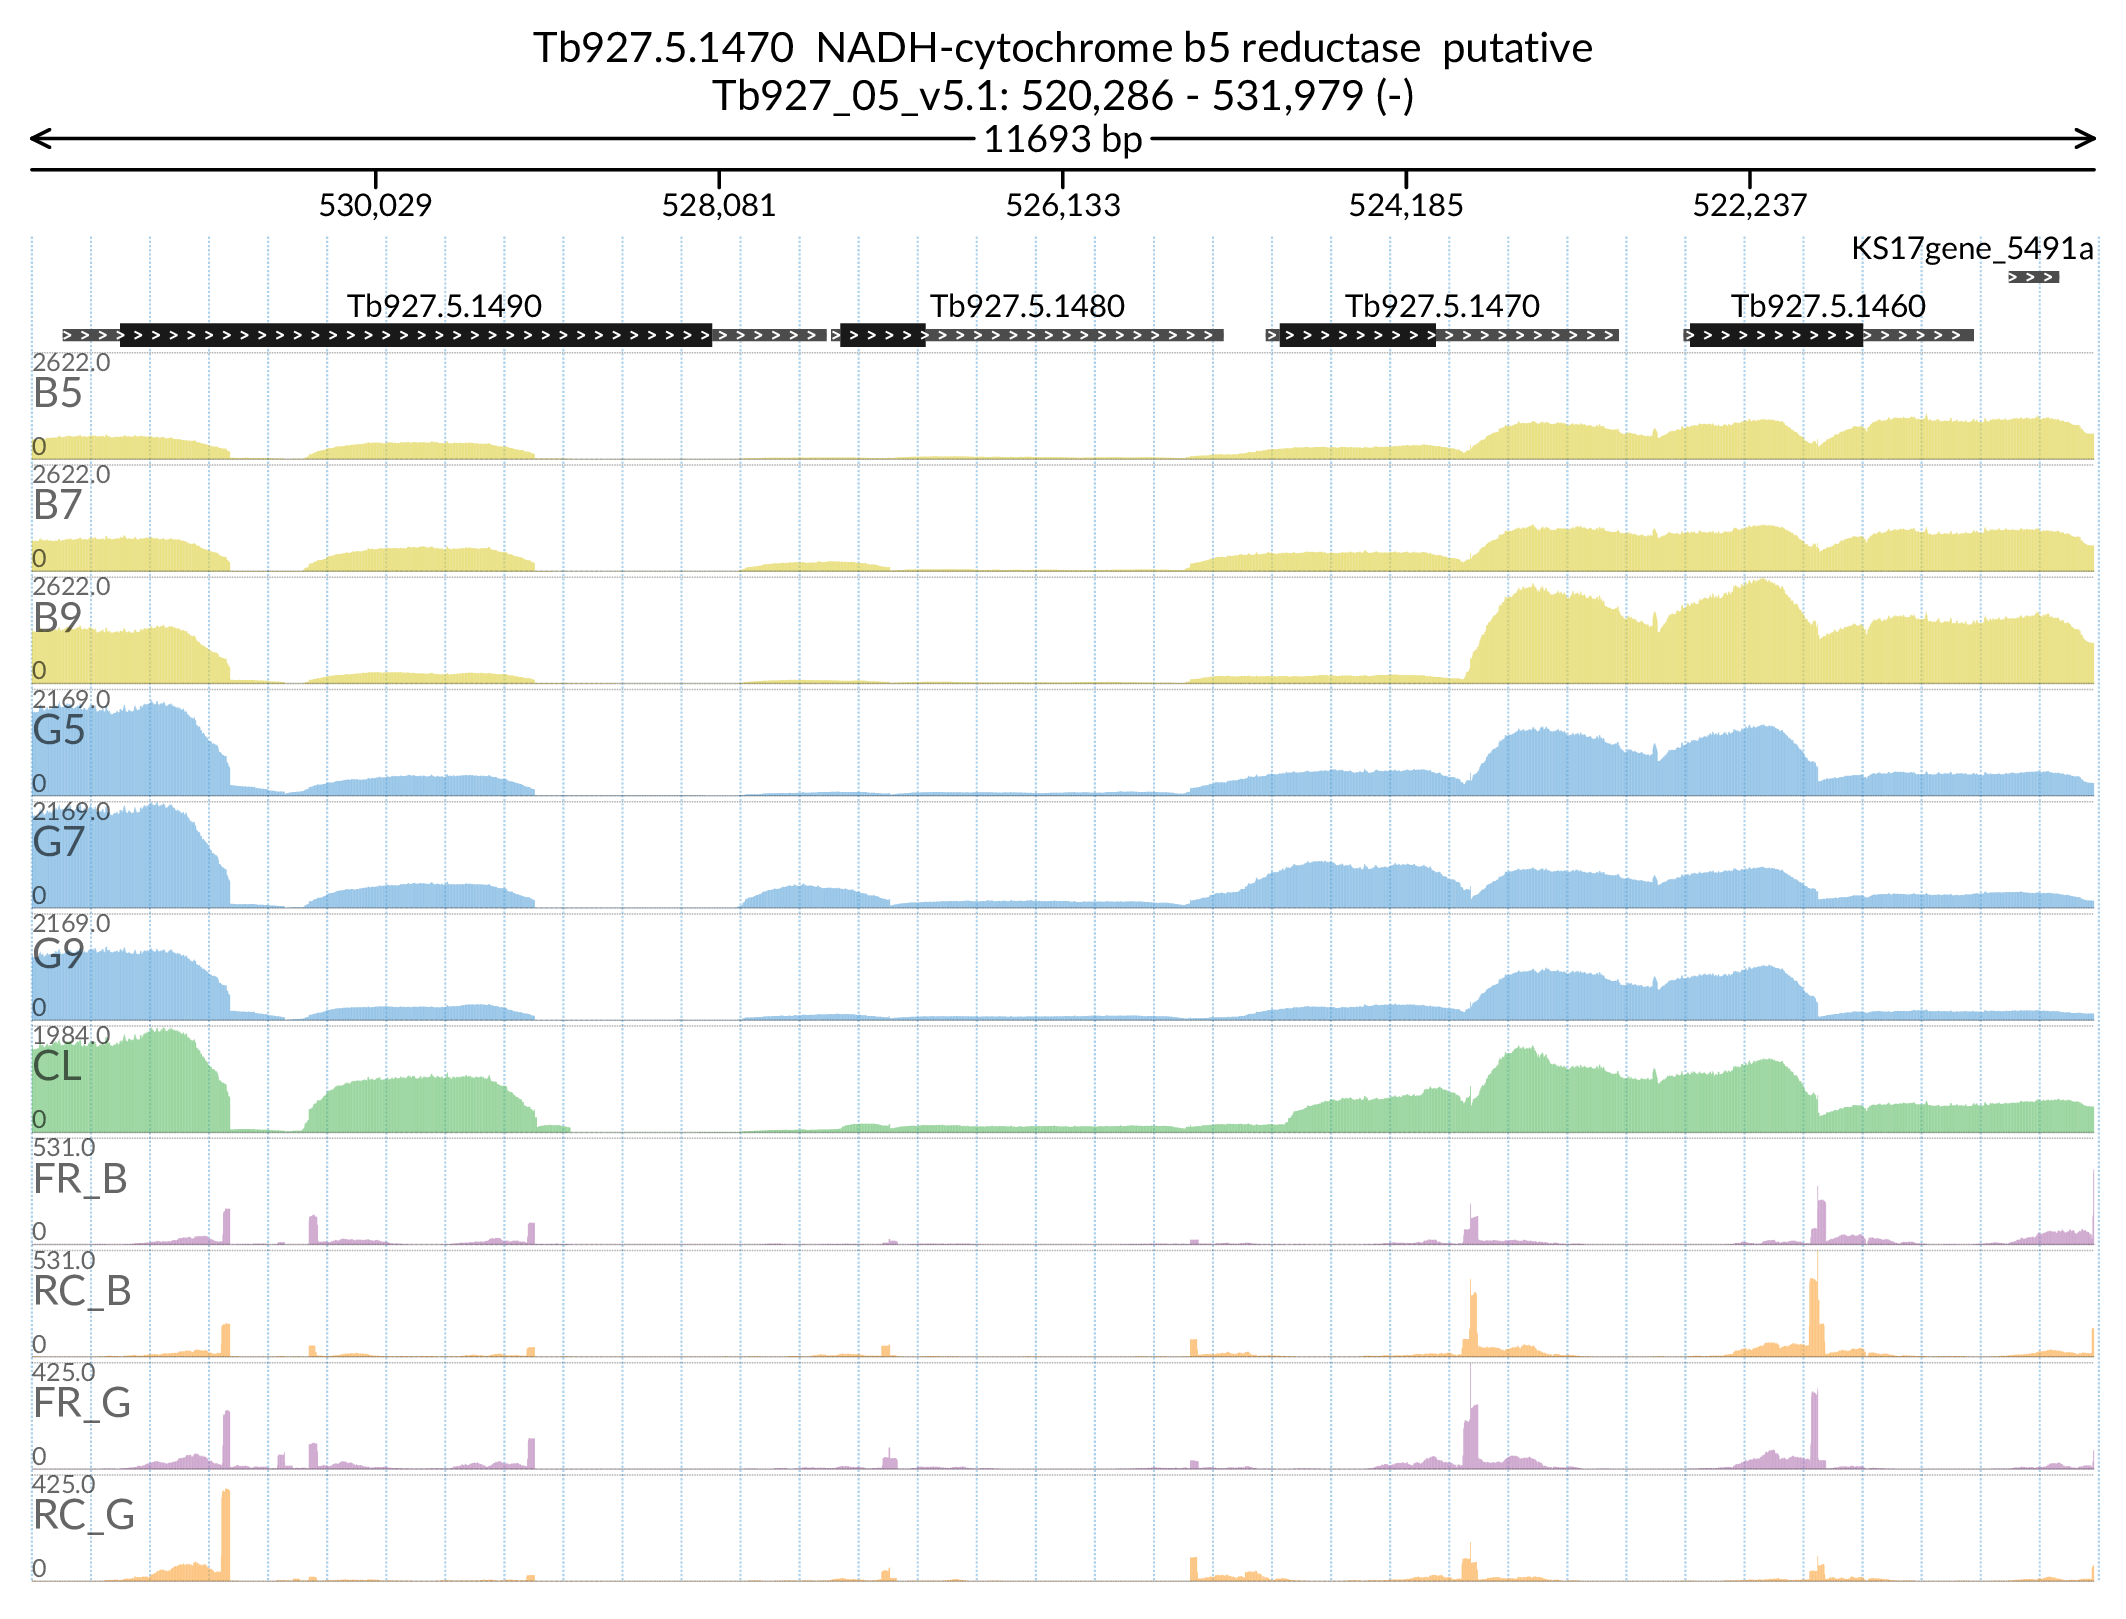 Tb927.5.1470 NADH-cytochrome b5 reductase putative
Tb927_05_v5.1: 520,286 - 531,979 (-)
11693 bp
530,029 528,081 526,133 524,185 522,237
KS17gene_5491a
Tb927.5.1490 Tb927.5.1480 Tb927.5.1470 Tb927.5.1460
2622.0
B5
0
2622.0
B7
0
2622.0
B9
0
2169.0
G5
0
2169.0
G7
0
2169.0
G9
0
1984.0
CL
0
531.0
FR_B
0
531.0
RC_B
0
425.0
FR_G
0
425.0
RC_G
0